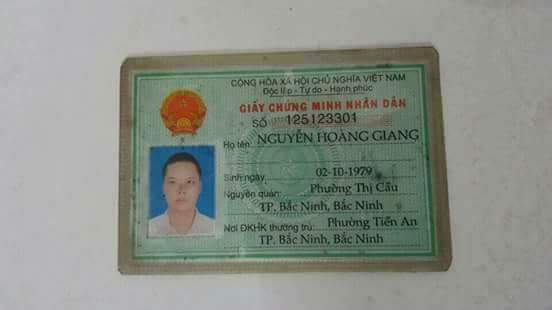 CỘNG HÒA XÃ HỘI CHỦ NGHĨA VIỆT NAM
Độc lập - Tự do - Hạnh phúc
GIẤY CHỨNG MINH NHÂN DÂN
SỐ 125123301
Họ tên: NGUYỄN HOÀNG GIANG
Sinh ngày 02-10-1979
Nguyên quán: Phường Thị Cầu
TP. Bắc Ninh, Bắc Ninh
Nơi ĐKHK thường trú: Phường Tiền An
TP. Bắc Ninh, Bắc Ninh